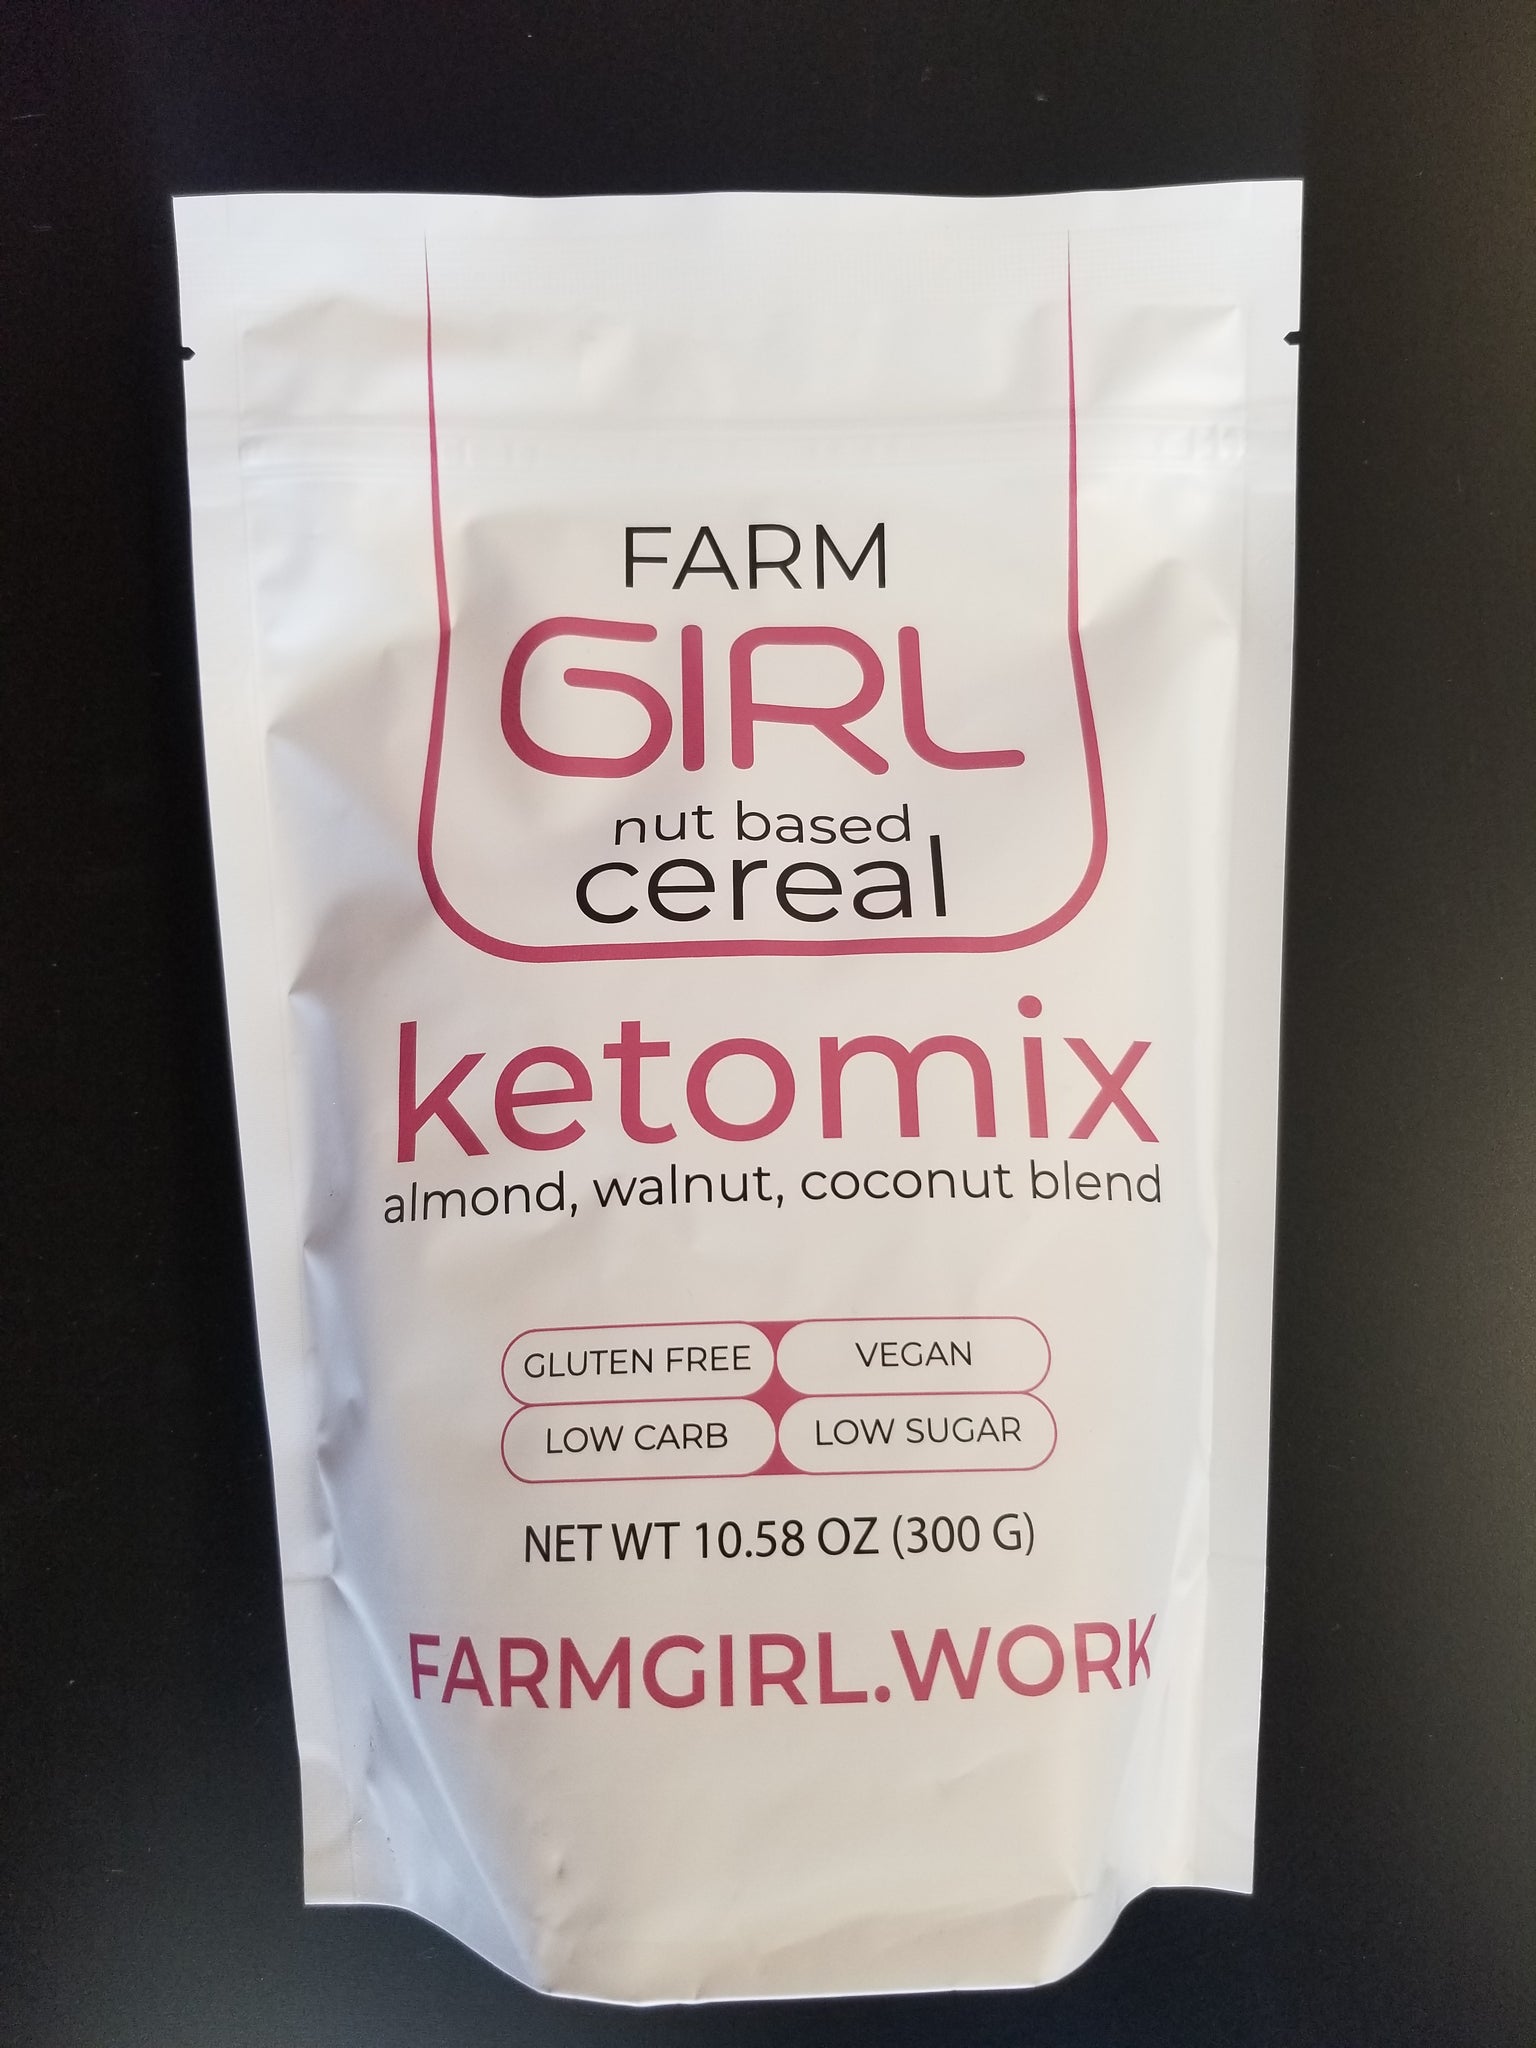 FARM
GIRL
nut based
cereal
ketomix
almond, walnut, coconut blend
GLUTEN FREE VEGAN
LOW CARB LOW SUGAR
NET WT 10.58 OZ (300 G)
FARMGIRL.WORK